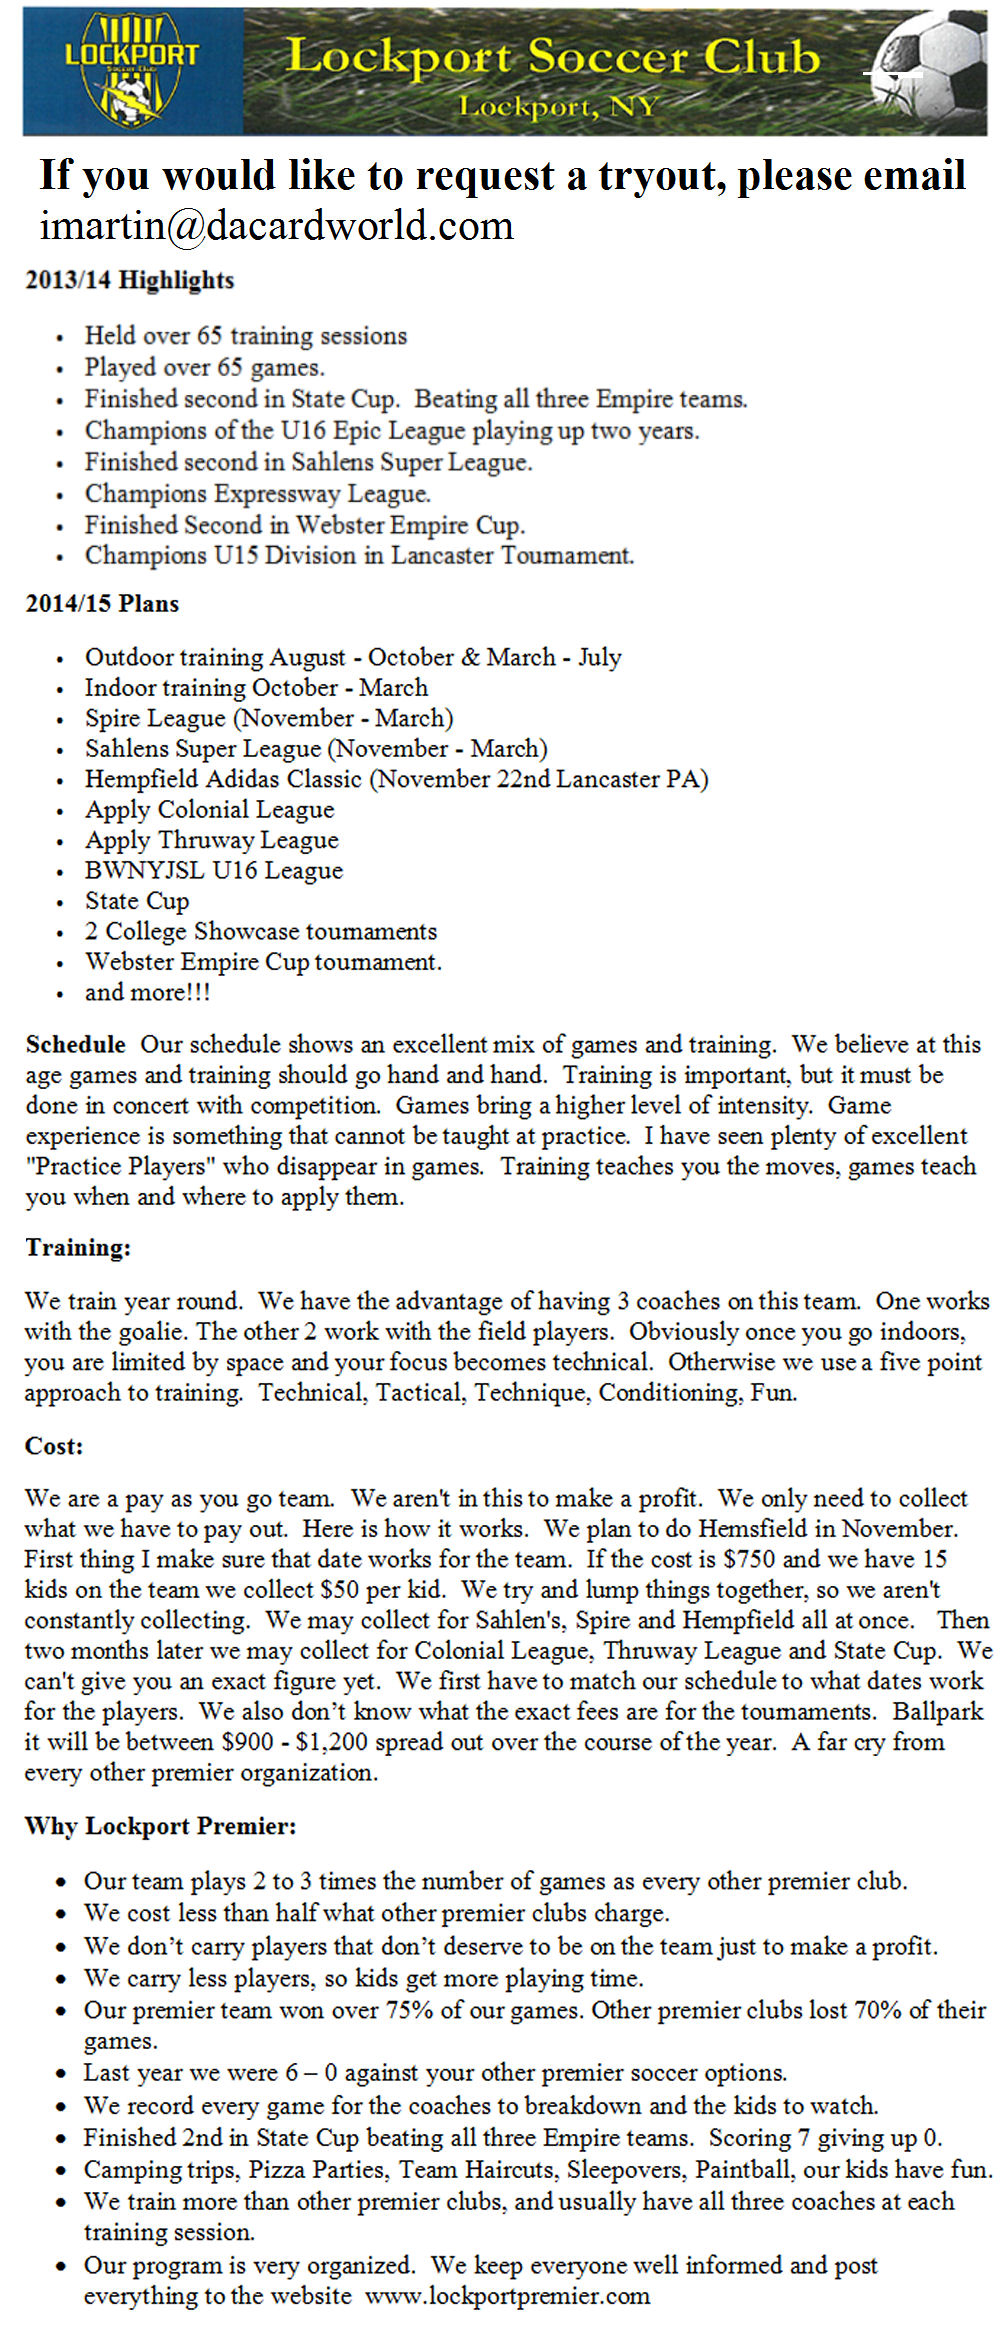 LOCKPORT
Soccer Club
Lockport Soccer Club
Lockport, NY
If you would like to request a tryout, please email
imartin@dacardworld.com
2013/14 Highlights
• Held over 65 training sessions
• Played over 65 games.
• Finished second in State Cup.  Beating all three Empire teams.
• Champions of the U16 Epic League playing up two years.
• Finished second in Sahlens Super League.
• Champions Expressway League.
• Finished Second in Webster Empire Cup.
• Champions U15 Division in Lancaster Tournament.
2014/15 Plans
• Outdoor training August - October & March - July
• Indoor training October - March
• Spire League (November - March)
• Sahlens Super League (November - March)
• Hempfield Adidas Classic (November 22nd Lancaster PA)
• Apply Colonial League
• Apply Thruway League
• BWNYJSL U16 League
• State Cup
• 2 College Showcase tournaments
• Webster Empire Cup tournament.
• and more!!!
Schedule  Our schedule shows an excellent mix of games and training.  We believe at this
age games and training should go hand and hand.  Training is important, but it must be
done in concert with competition.  Games bring a higher level of intensity.  Game
experience is something that cannot be taught at practice.  I have seen plenty of excellent
"Practice Players" who disappear in games.  Training teaches you the moves, games teach
you when and where to apply them.
Training:
We train year round.  We have the advantage of having 3 coaches on this team.  One works
with the goalie. The other 2 work with the field players.  Obviously once you go indoors,
you are limited by space and your focus becomes technical.  Otherwise we use a five point
approach to training.  Technical, Tactical, Technique, Conditioning, Fun.
Cost:
We are a pay as you go team.  We aren't in this to make a profit.  We only need to collect
what we have to pay out.  Here is how it works.  We plan to do Hemsfield in November.
First thing I make sure that date works for the team.  If the cost is $750 and we have 15
kids on the team we collect $50 per kid.  We try and lump things together, so we aren't
constantly collecting.  We may collect for Sahlen's, Spire and Hempfield all at once.   Then
two months later we may collect for Colonial League, Thruway League and State Cup.  We
can't give you an exact figure yet.  We first have to match our schedule to what dates work
for the players.  We also don’t know what the exact fees are for the tournaments.  Ballpark
it will be between $900 - $1,200 spread out over the course of the year.  A far cry from
every other premier organization.
Why Lockport Premier:
• Our team plays 2 to 3 times the number of games as every other premier club.
• We cost less than half what other premier clubs charge.
• We don’t carry players that don’t deserve to be on the team just to make a profit.
• We carry less players, so kids get more playing time.
• Our premier team won over 75% of our games. Other premier clubs lost 70% of their
games.
• Last year we were 6 – 0 against your other premier soccer options.
• We record every game for the coaches to breakdown and the kids to watch.
• Finished 2nd in State Cup beating all three Empire teams.  Scoring 7 giving up 0.
• Camping trips, Pizza Parties, Team Haircuts, Sleepovers, Paintball, our kids have fun.
• We train more than other premier clubs, and usually have all three coaches at each
training session.
• Our program is very organized.  We keep everyone well informed and post
everything to the website  www.lockportpremier.com